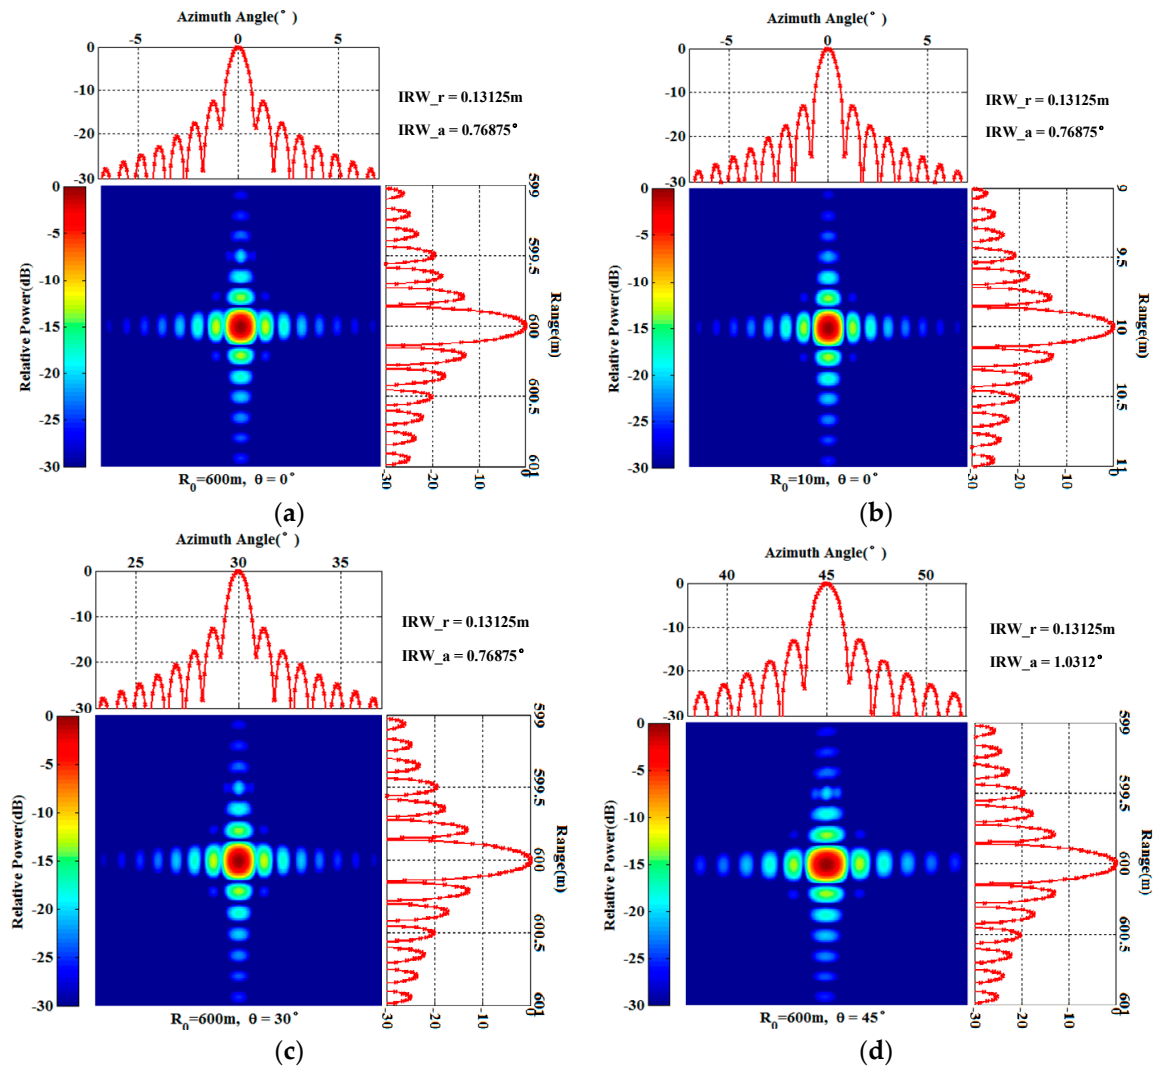 Azimuth Angle(°)
-5 0 5
0
-10
-20
-30
IRW_r = 0.13125m
IRW_a = 0.76875°
0
-5
-10
-15
-20
-25
-30
Relative Power(dB)
599
599.5
600
600.5
601
Range(m)
-30 -20 -10 0
R0=600m, θ = 0°
(a)
Azimuth Angle(°)
-5 0 5
0
-10
-20
-30
IRW_r = 0.13125m
IRW_a = 0.76875°
0
-5
-10
-15
-20
-25
-30
Relative Power(dB)
9
9.5
10
10.5
11
Range(m)
-30 -20 -10 0
R0=10m, θ = 0°
(b)
Azimuth Angle(°)
25 30 35
0
-10
-20
-30
IRW_r = 0.13125m
IRW_a = 0.76875°
0
-5
-10
-15
-20
-25
-30
Relative Power(dB)
599
599.5
600
600.5
601
Range(m)
-30 -20 -10 0
R0=600m, θ = 30°
(c)
Azimuth Angle(°)
40 45 50
0
-10
-20
-30
IRW_r = 0.13125m
IRW_a = 1.0312°
0
-5
-10
-15
-20
-25
-30
Relative Power(dB)
599
599.5
600
600.5
601
Range(m)
-30 -20 -10 0
R0=600m, θ = 45°
(d)